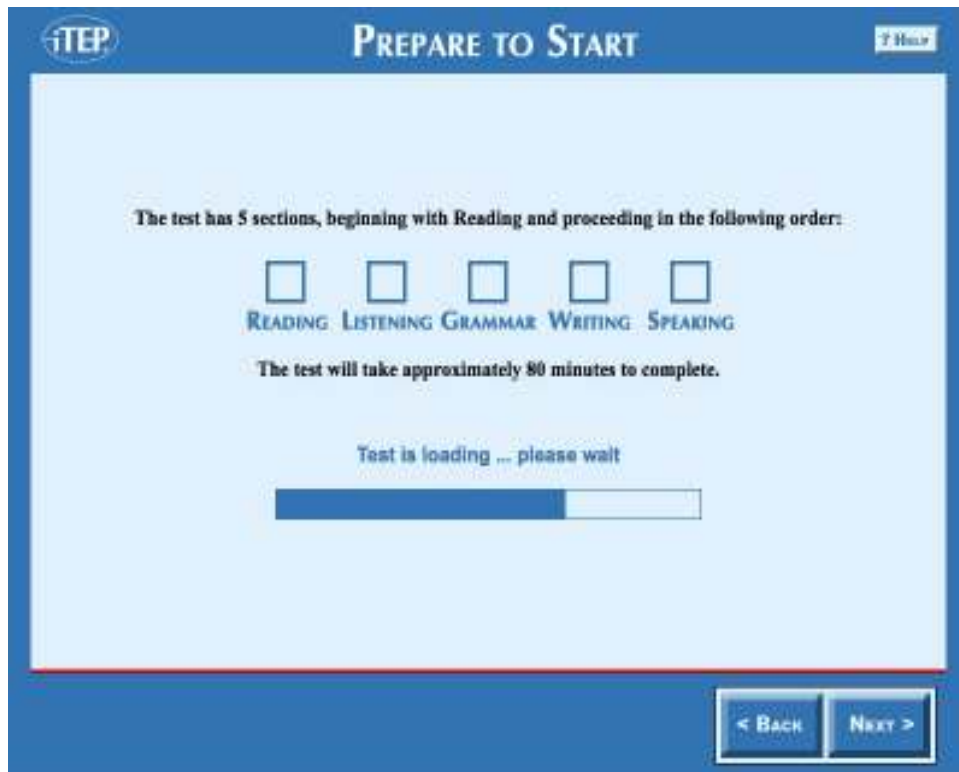 iTEP
PREPARE TO START
? HELP
The test has 5 sections, beginning with Reading and proceeding in the following order:
READING LISTENING GRAMMAR WRITING SPEAKING
The test will take approximately 80 minutes to complete.
Test is loading ... please wait
< BACK NEXT >